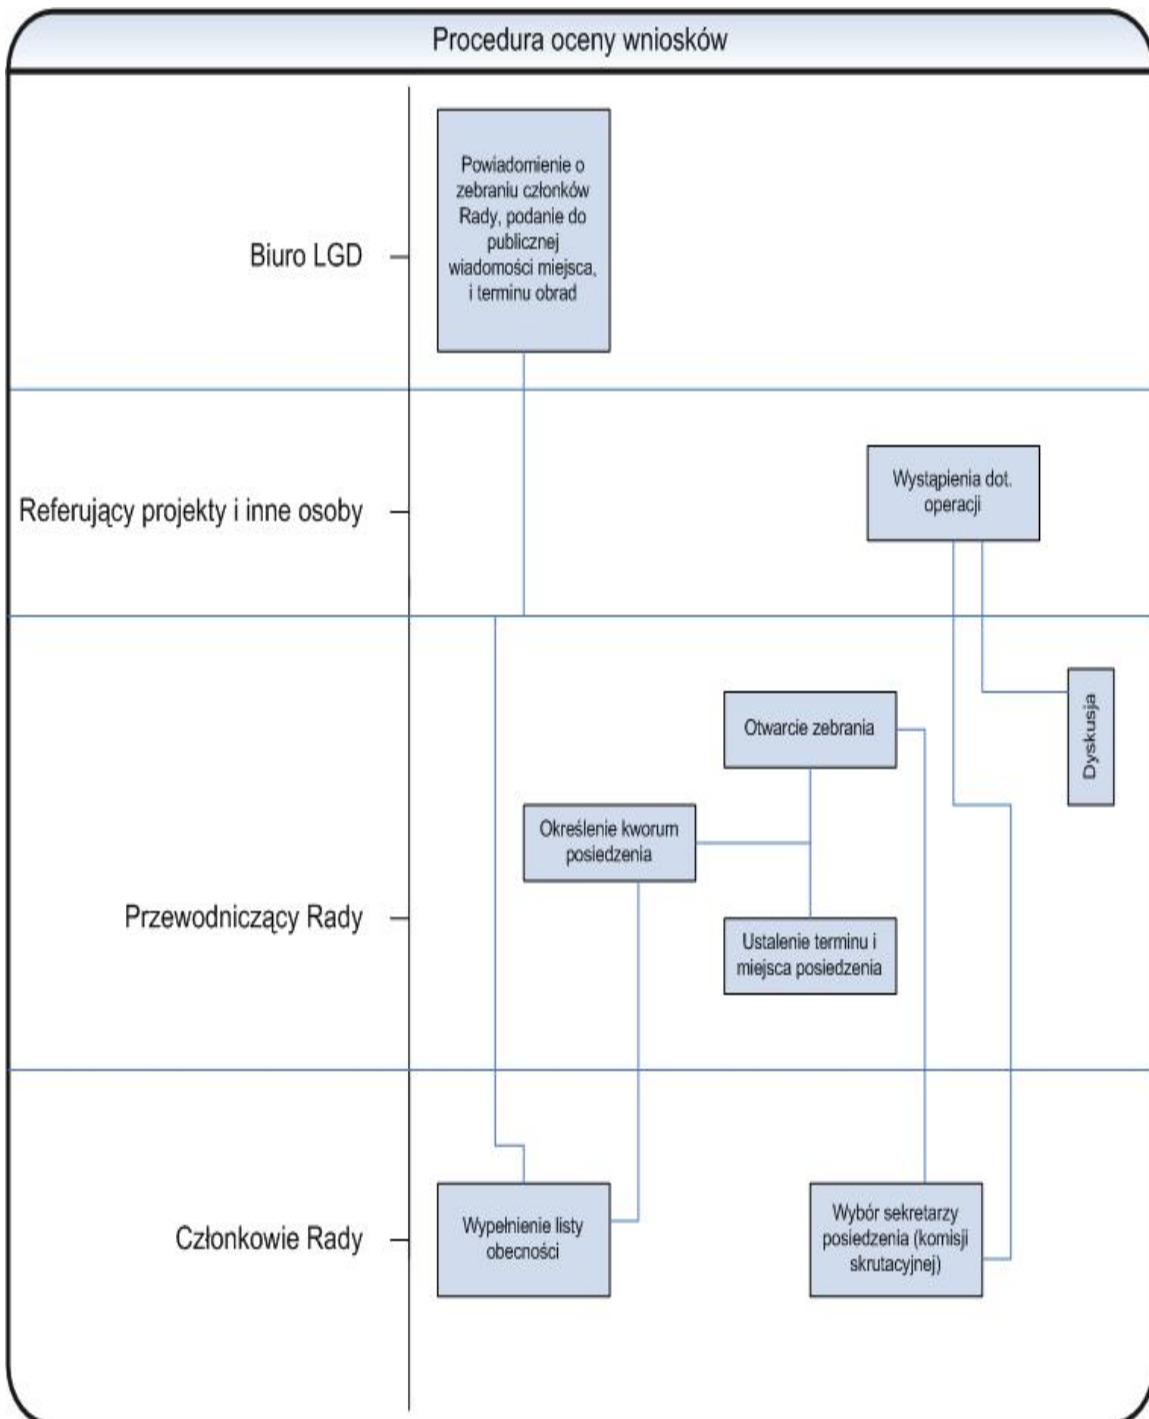 Procedura oceny wniosków
Biuro LGD
Powiadomienie o
zebraniu członków
Rady, podanie do
publicznej
wiadomości miejsca,
i terminu obrad
Referujący projekty i inne osoby
Wystąpienia dot.
operacji
Przewodniczący Rady
Otwarcie zebrania
Dyskusja
Określenie kworum
posiedzenia
Ustalenie terminu i
miejsca posiedzenia
Członkowie Rady
Wypełnienie listy
obecności
Wybór sekretarzy
posiedzenia (komisji
skrutacyjnej)